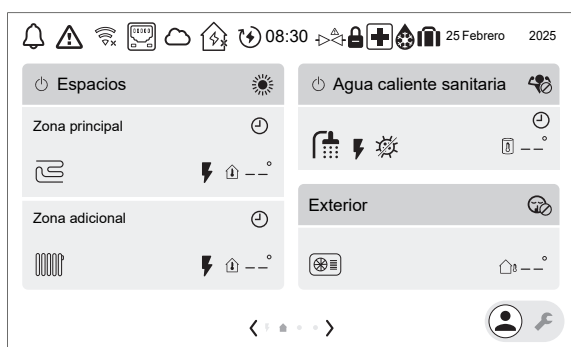 08:30 25 Febrero 2025
Espacios
Zona principal
--°
Zona adicional
--°
Agua caliente sanitaria
--°
Exterior
--°